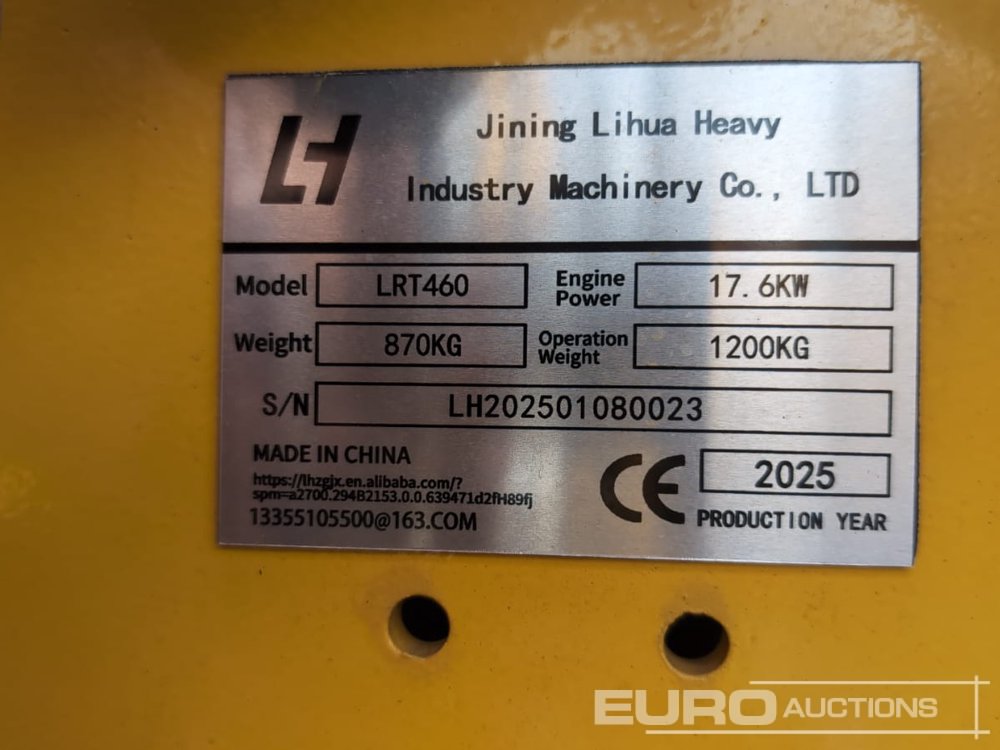 LH
Jining Lihua Heavy
Industry Machinery Co., LTD
Model LRT460 Engine Power 17.6KW
Weight 870KG Operation Weight 1200KG
S/N LH202501080023
MADE IN CHINA
https://lhzgjx.en.alibaba.com/?
spm=a2700.294B2153.0.0.639471d2fH89fj
13355105500@163.COM
CE 2025
PRODUCTION YEAR
EURO AUCTIONS